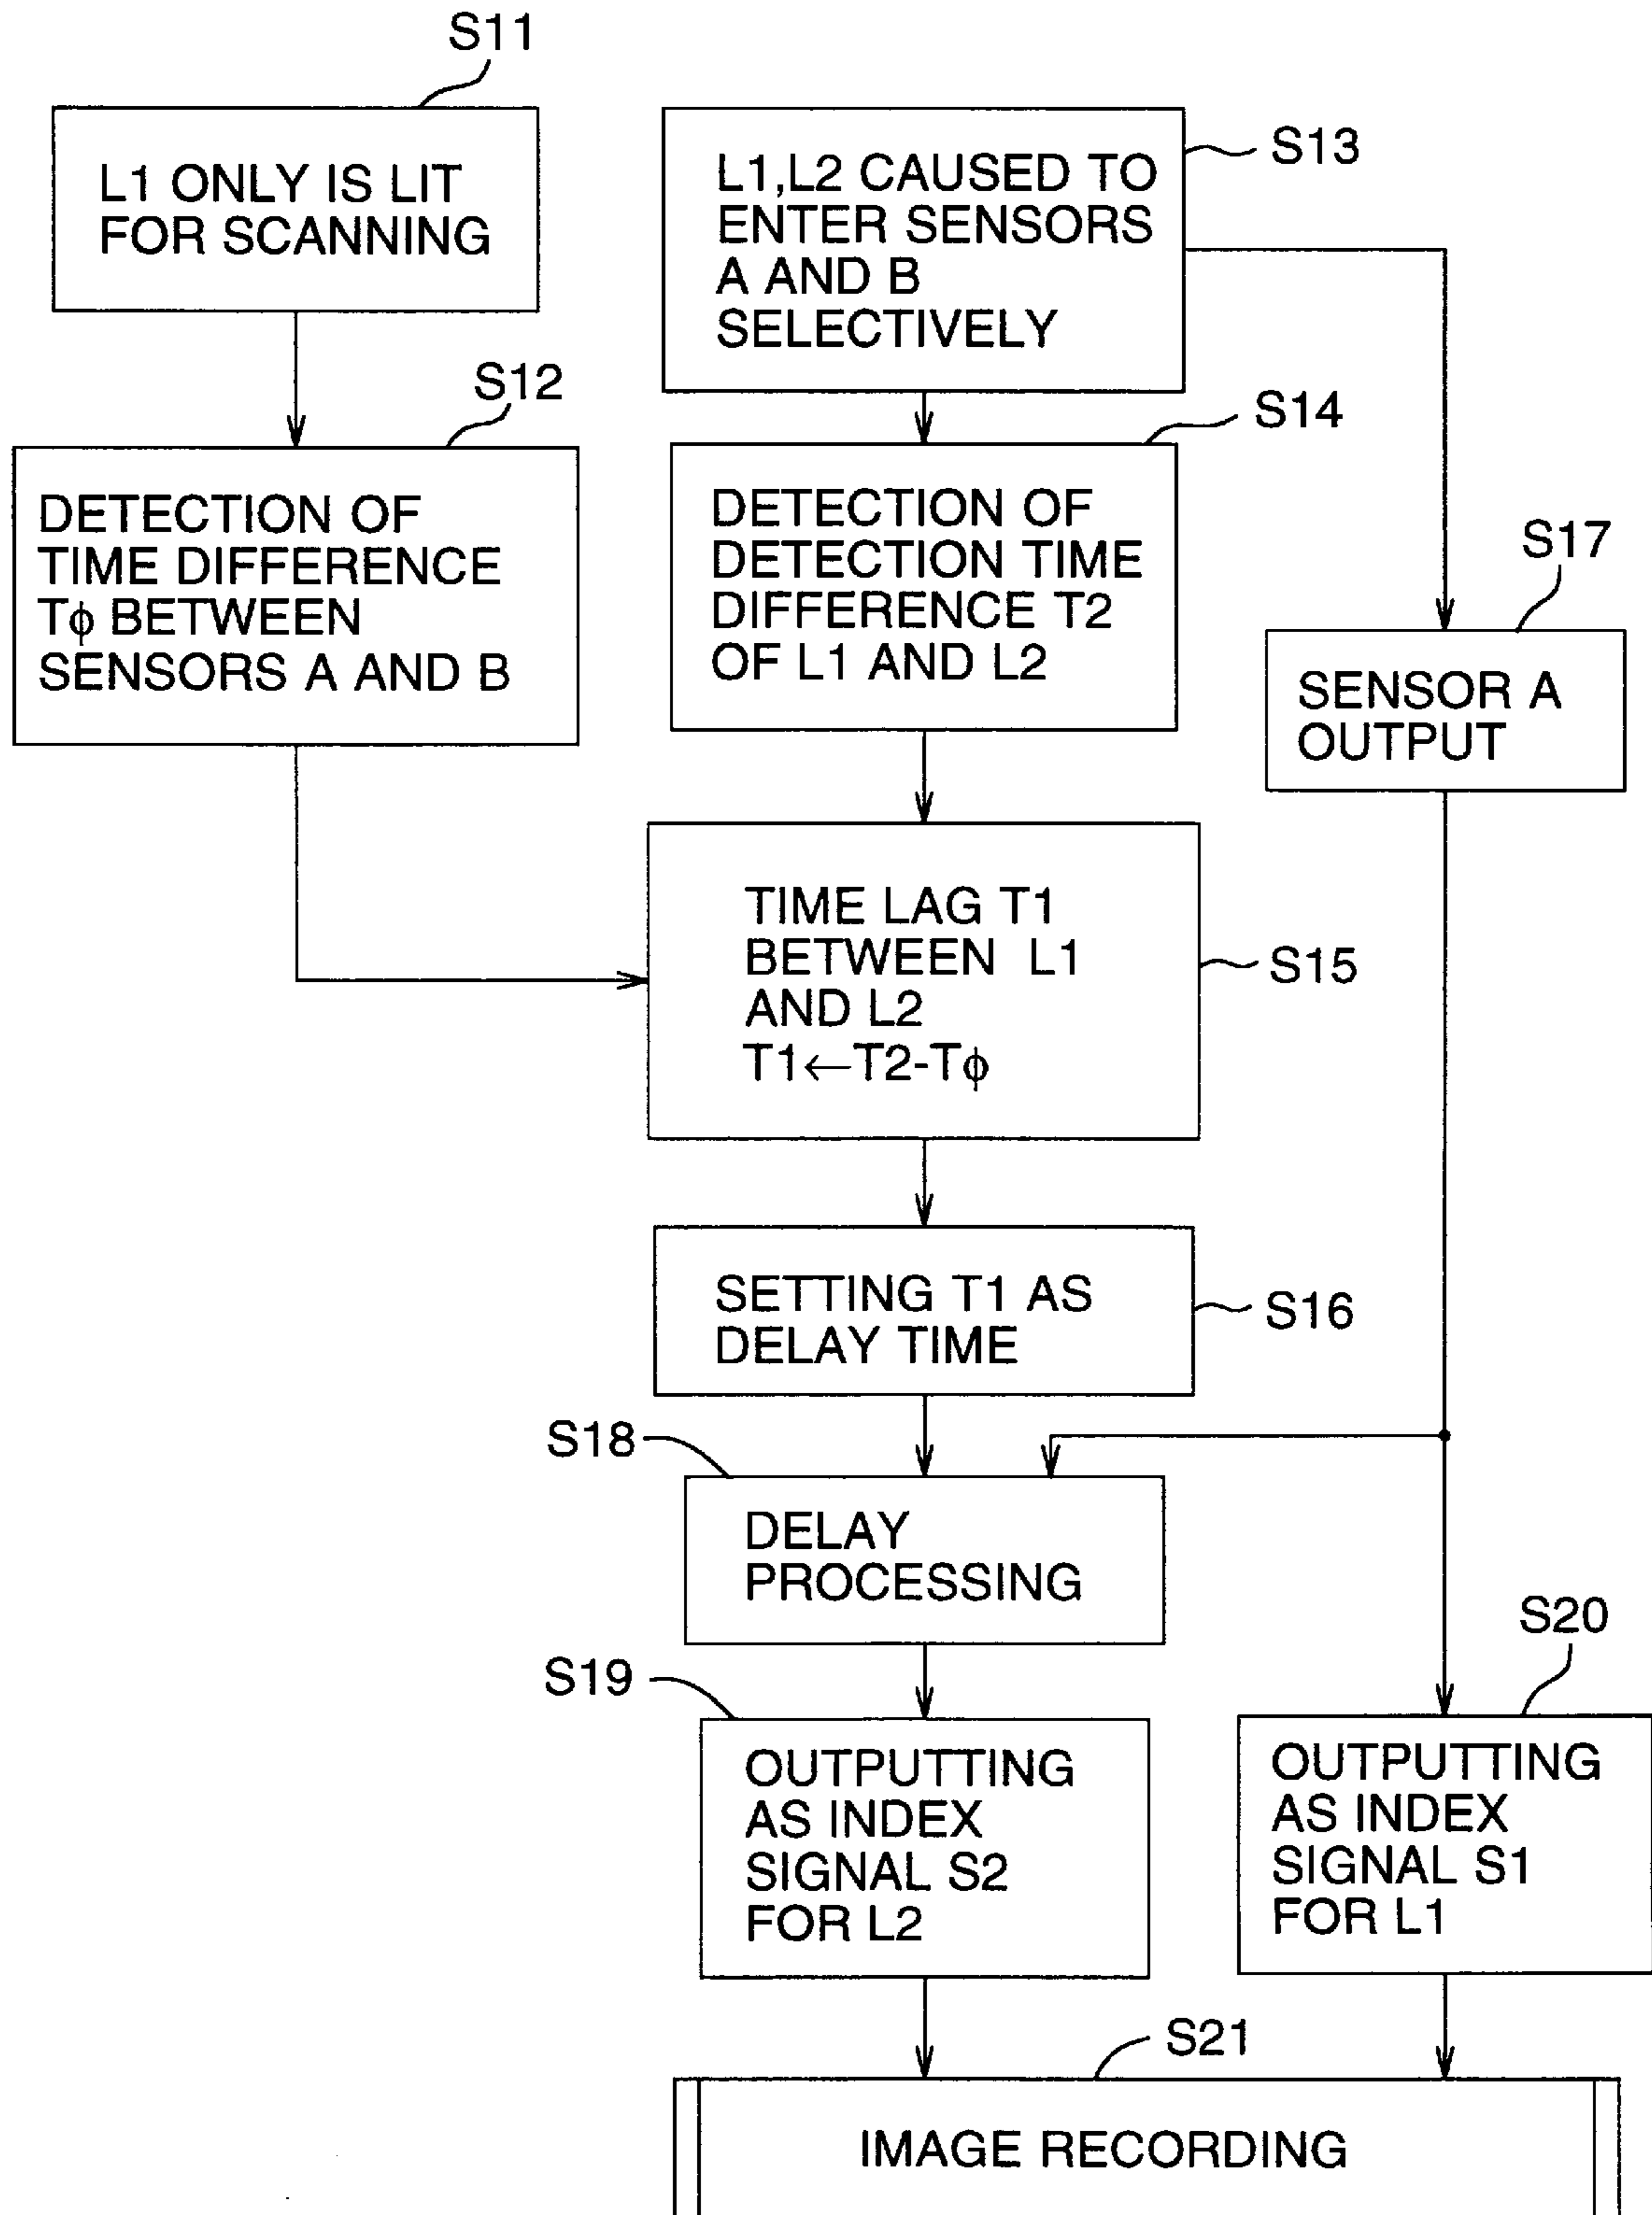 S11
L1 ONLY IS LIT
FOR SCANNING
S12
DETECTION OF
TIME DIFFERENCE
Tϕ BETWEEN
SENSORS A AND B
S13
L1,L2 CAUSED TO
ENTER SENSORS
A AND B
SELECTIVELY
S14
DETECTION OF
DETECTION TIME
DIFFERENCE T2
OF L1 AND L2
S17
SENSOR A
OUTPUT
TIME LAG T1
BETWEEN L1
AND L2
T1←T2-Tϕ
S15
SETTING T1 AS
DELAY TIME
S16
S18
DELAY
PROCESSING
S19
OUTPUTTING
AS INDEX
SIGNAL S2
FOR L2
S20
OUTPUTTING
AS INDEX
SIGNAL S1
FOR L1
S21
IMAGE RECORDING